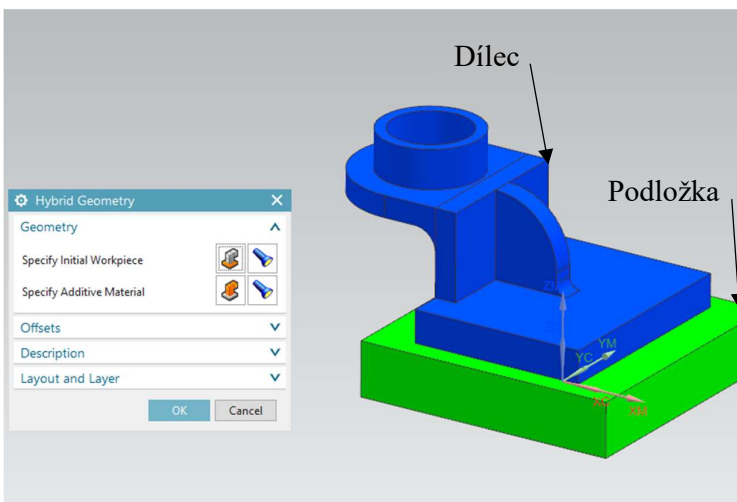 Dílec
Podložka
Hybrid Geometry
Geometry
Specify Initial Workpiece
Specify Additive Material
Offsets
Description
Layout and Layer
OK Cancel
YM
YC
XM